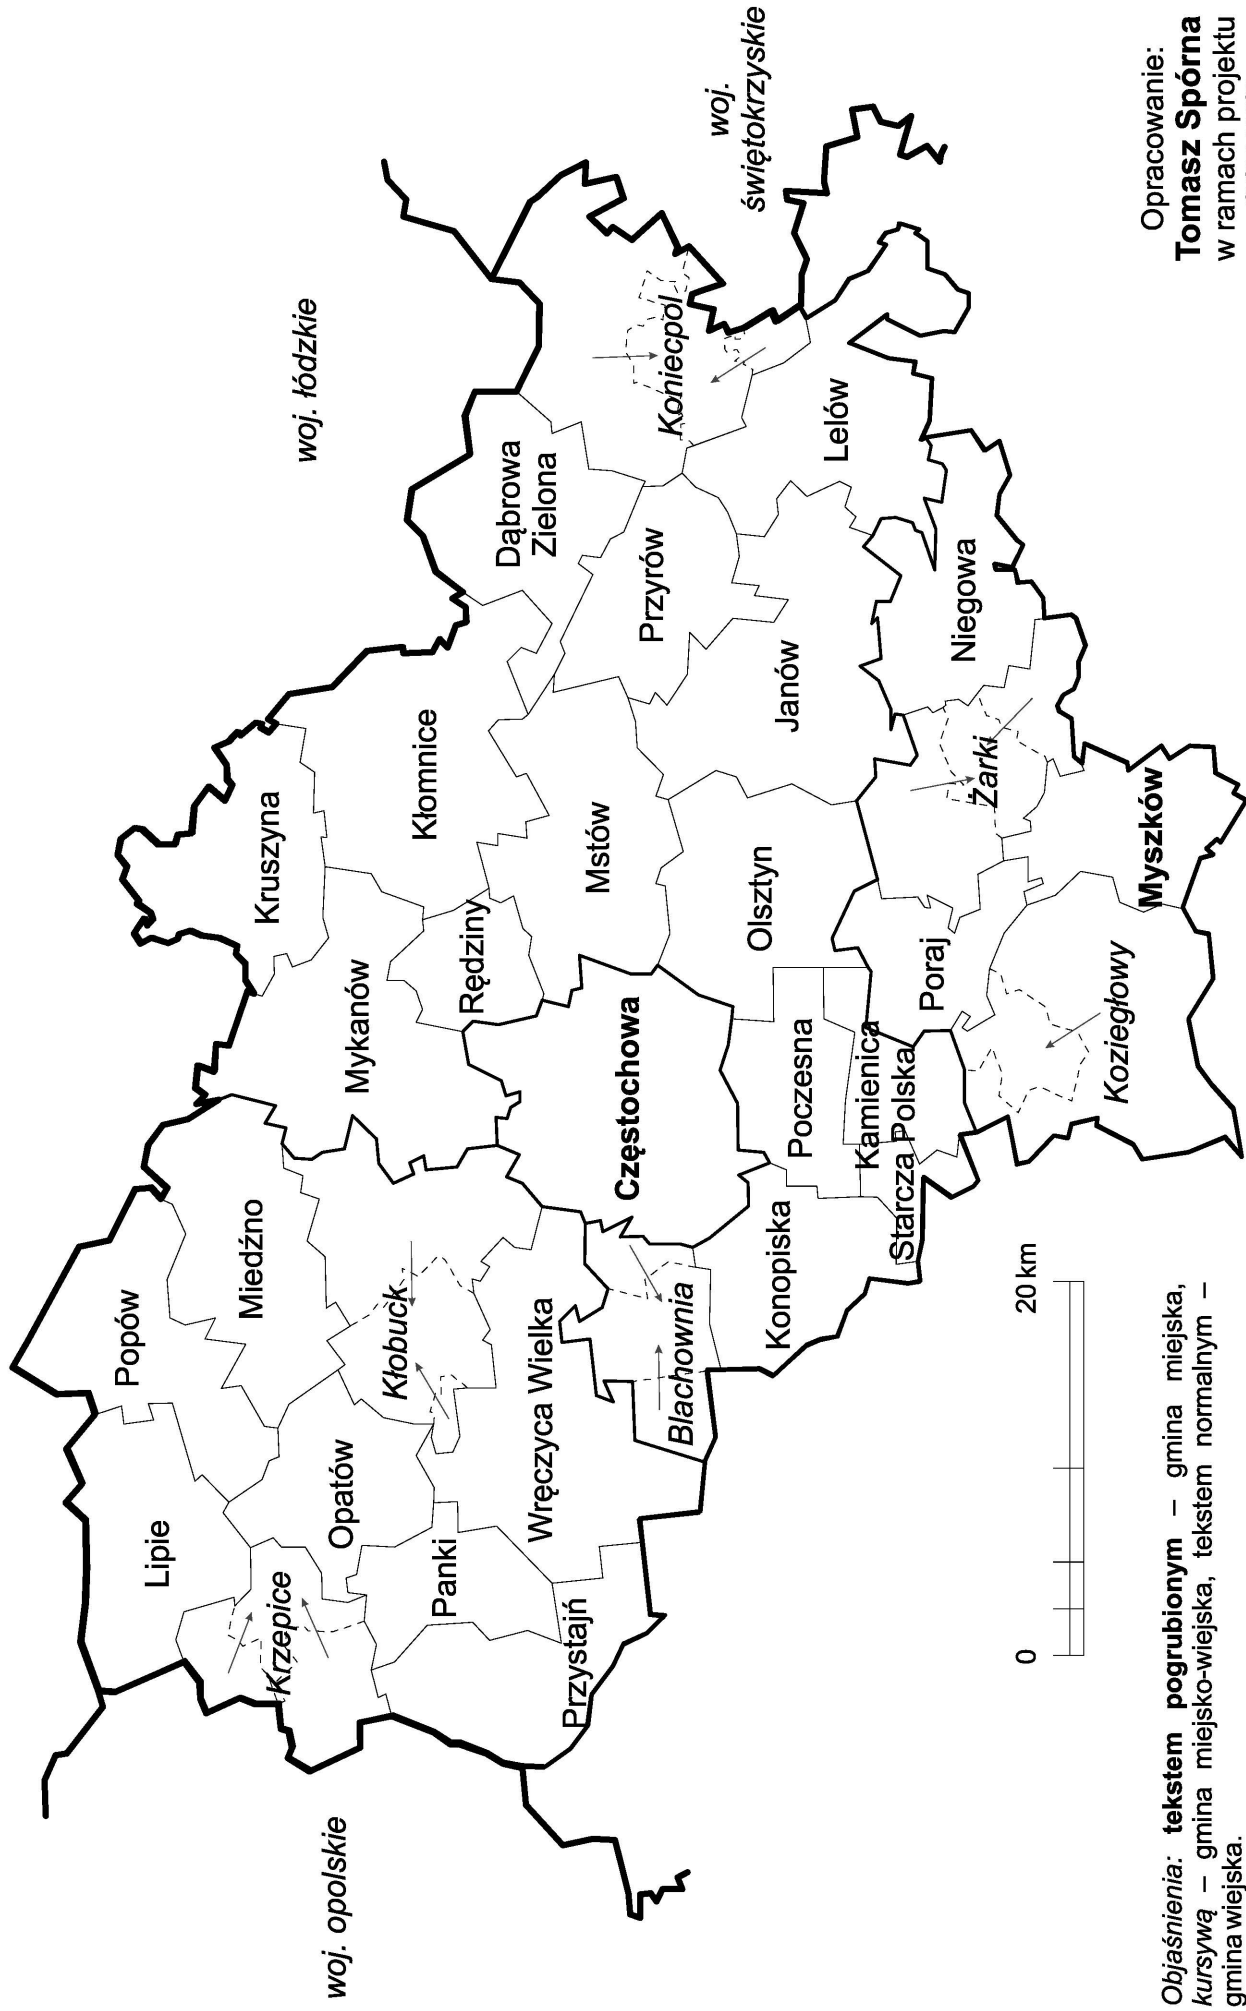 Popów
Lipie
Miedźno
Kruszyna
Krzepice
woj. łódzkie
woj. opolskie
Opatów
Mykanów
Kłobuck
Kłomnice
Panki
Rędziny
Dąbrowa
Zielona
Wręczyca Wielka
Przystajń
Mstów
Częstochowa
Przyrów
Koniecpol
Blachownia
woj.
świętokrzyskie
Olsztyn
Konopiska
Janów
Poczesna
Lelów
Kamienica
Polska
Starcza
Poraj
Niegowa
Żarki
0 20 km
Koziegłowy
Myszków
Objaśnienia: tekstem pogrubionym – gmina miejska,
kursywą – gmina miejsko-wiejska, tekstem normalnym –
gmina wiejska.
Opracowanie:
Tomasz Spórna
w ramach projektu